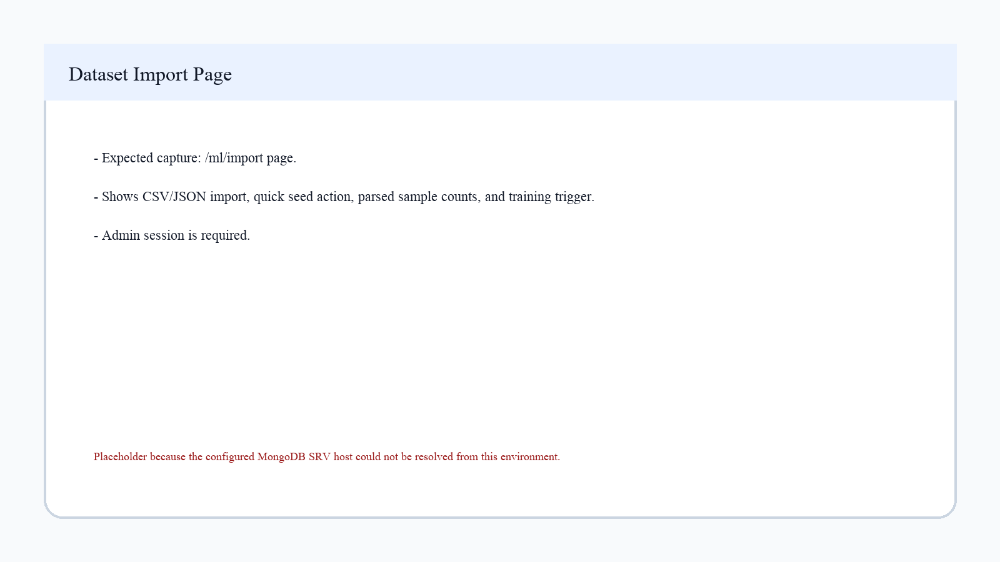 Dataset Import Page
- Expected capture: /ml/import page.
- Shows CSV/JSON import, quick seed action, parsed sample counts, and training trigger.
- Admin session is required.
Placeholder because the configured MongoDB SRV host could not be resolved from this environment.